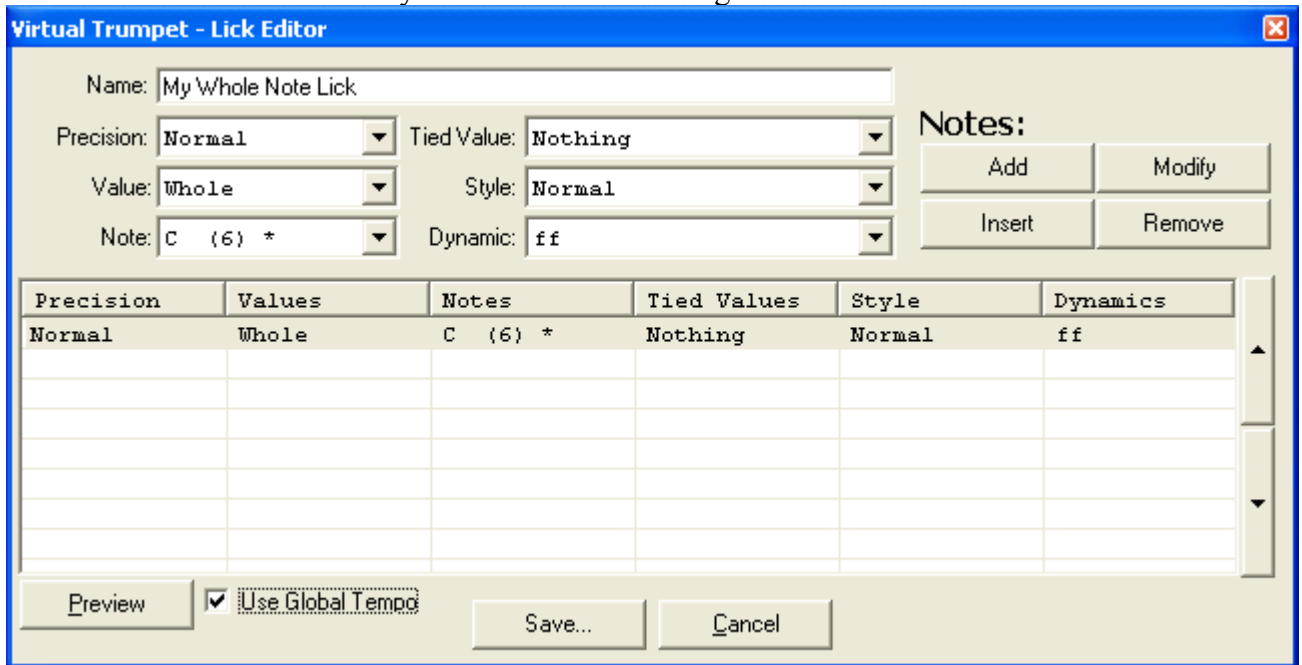 Virtual Trumpet - Lick Editor
Name: My Whole Note Lick
Precision: Normal Tied Value: Nothing
Notes:
Value: Whole Style: Normal
Add Modify
Note: C (6) * Dynamic: ff
Insert Remove
Precision Values Notes Tied Values Style Dynamics
Normal Whole C (6) * Nothing Normal ff
Preview Use Global Tempo
Save... Cancel